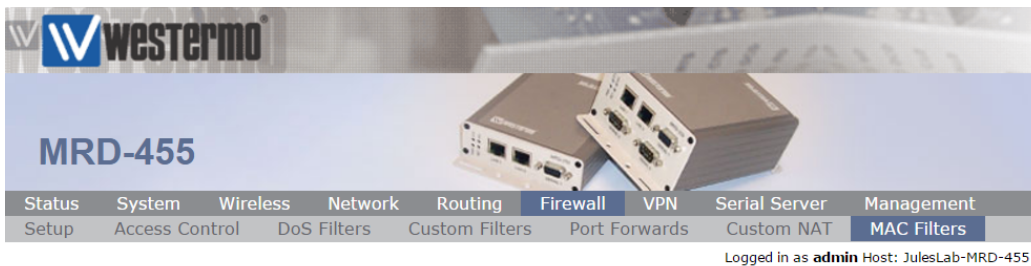 westermo
MRD-455
Status System Wireless Network Routing Firewall VPN Serial Server Management
Setup Access Control DoS Filters Custom Filters Port Forwards Custom NAT MAC Filters
Logged in as admin Host: JulesLab-MRD-455